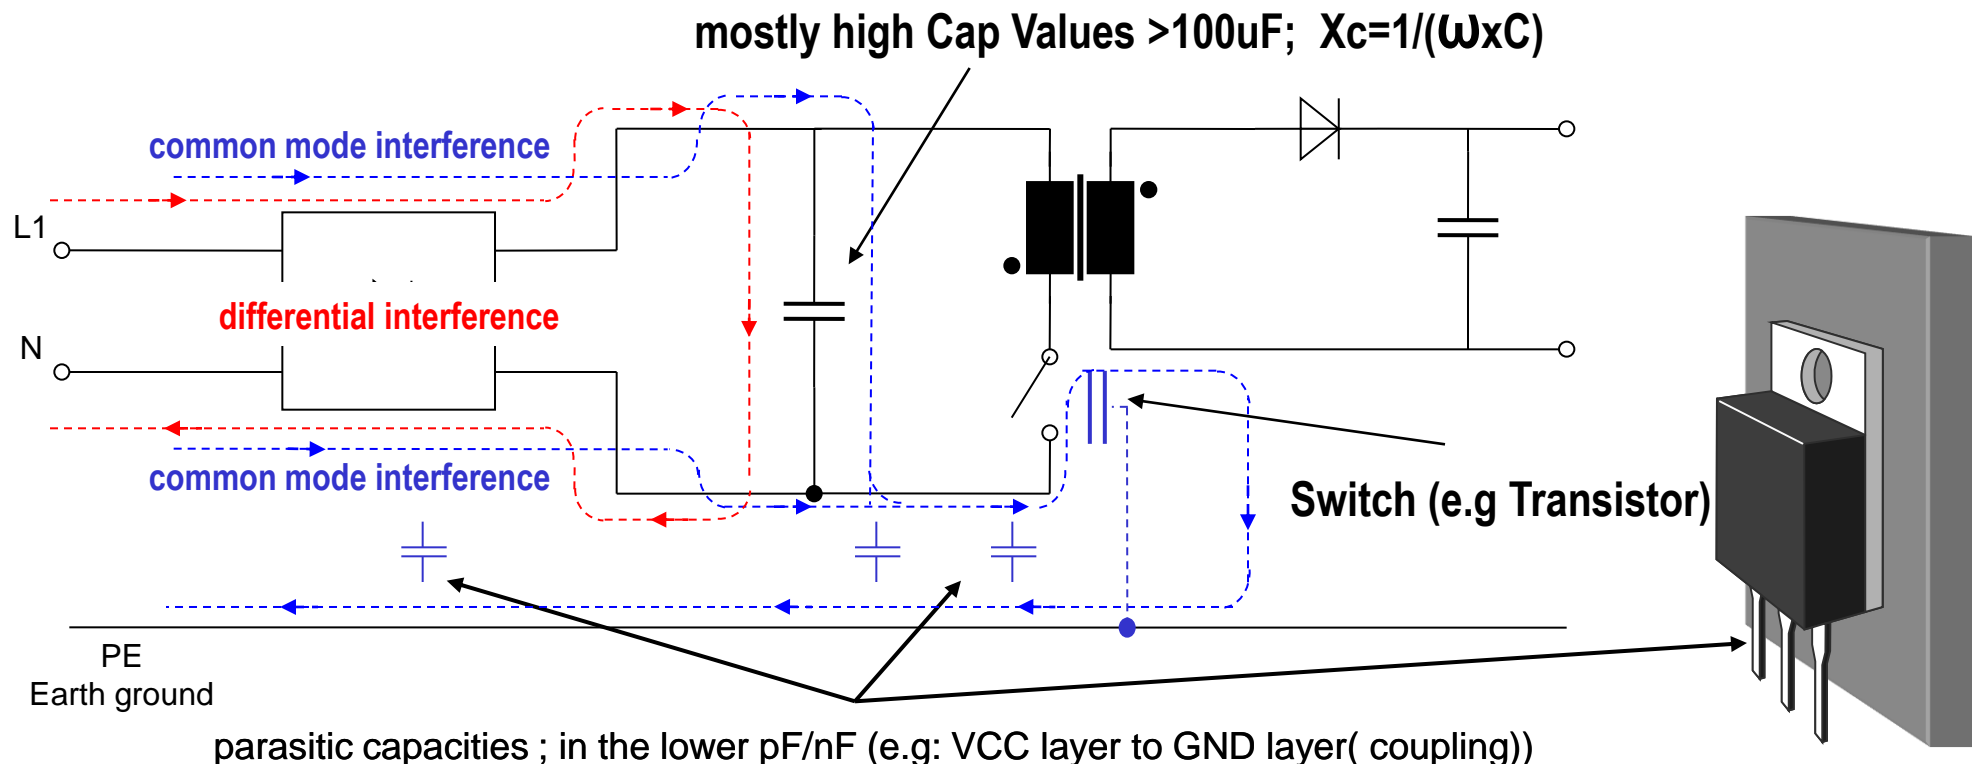 mostly high Cap Values >100uF; Xc=1/(ωxC)
common mode interference
L1
differential interference
N
common mode interference
Switch (e.g Transistor)
PE
Earth ground
parasitic capacities ; in the lower pF/nF (e.g: VCC layer to GND layer( coupling))